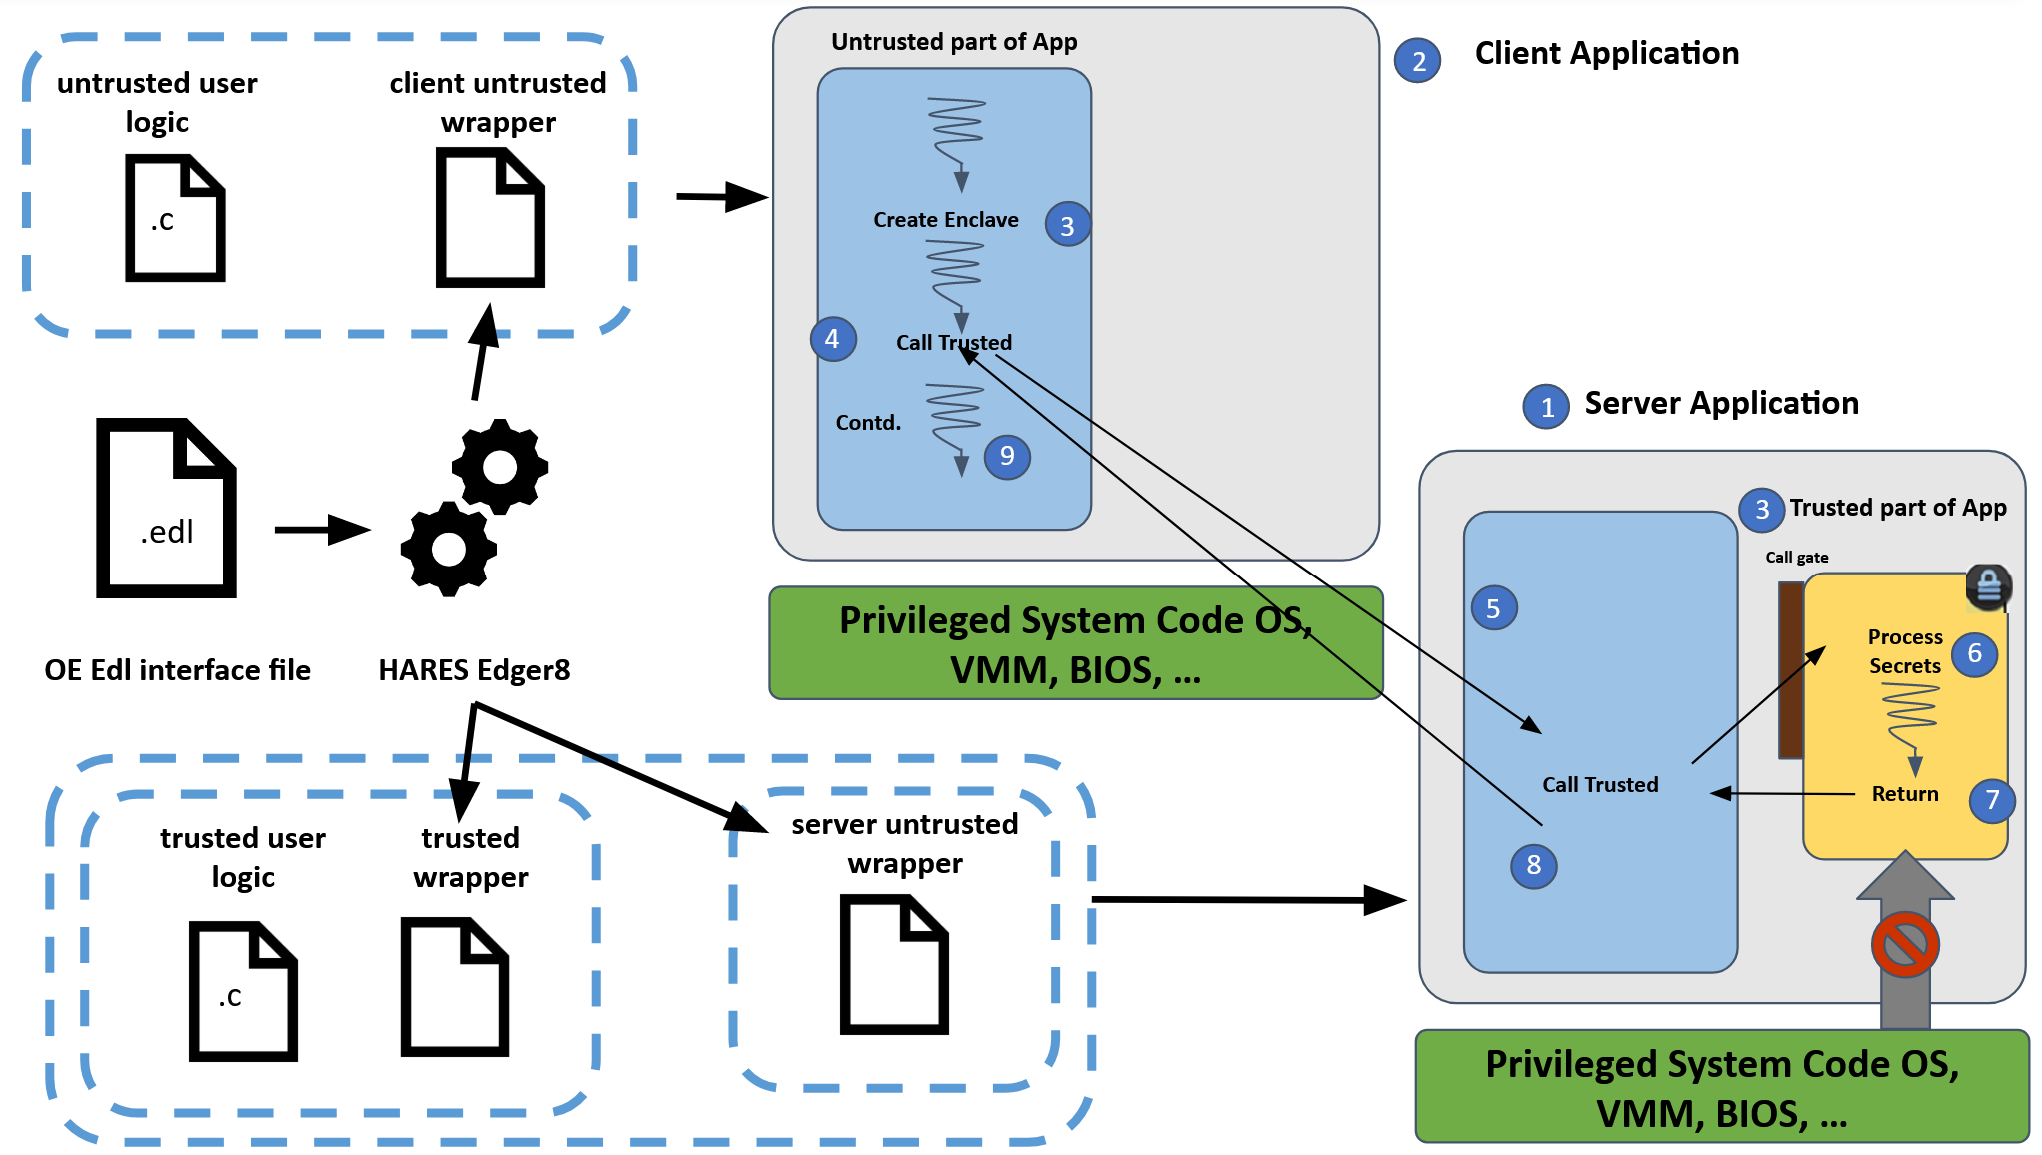 untrusted user
logic
.c
client untrusted
wrapper
.edl
OE Edl interface file
HARES Edger8
trusted user
logic
.c
trusted
wrapper
server untrusted
wrapper
Untrusted part of App
Create Enclave
3
4
Call Trusted
Contd.
9
2
Client Application
Privileged System Code OS,
VMM, BIOS, ...
1
Server Application
3
Trusted part of App
Call gate
5
Process
Secrets
6
Call Trusted
Return
7
8
Privileged System Code OS,
VMM, BIOS, ...